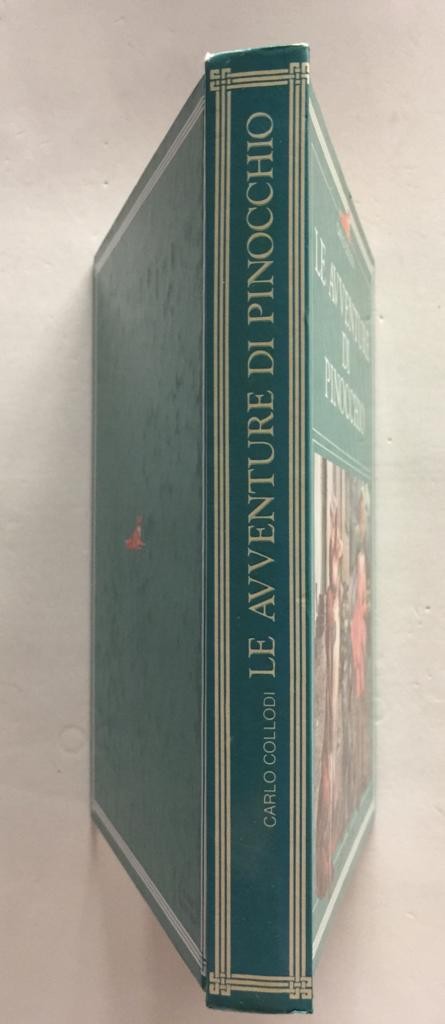 CARLO COLLODI LE AVVENTURE DI PINOCCHIO
LE AVVENTURE
DI
PINOCCHIO